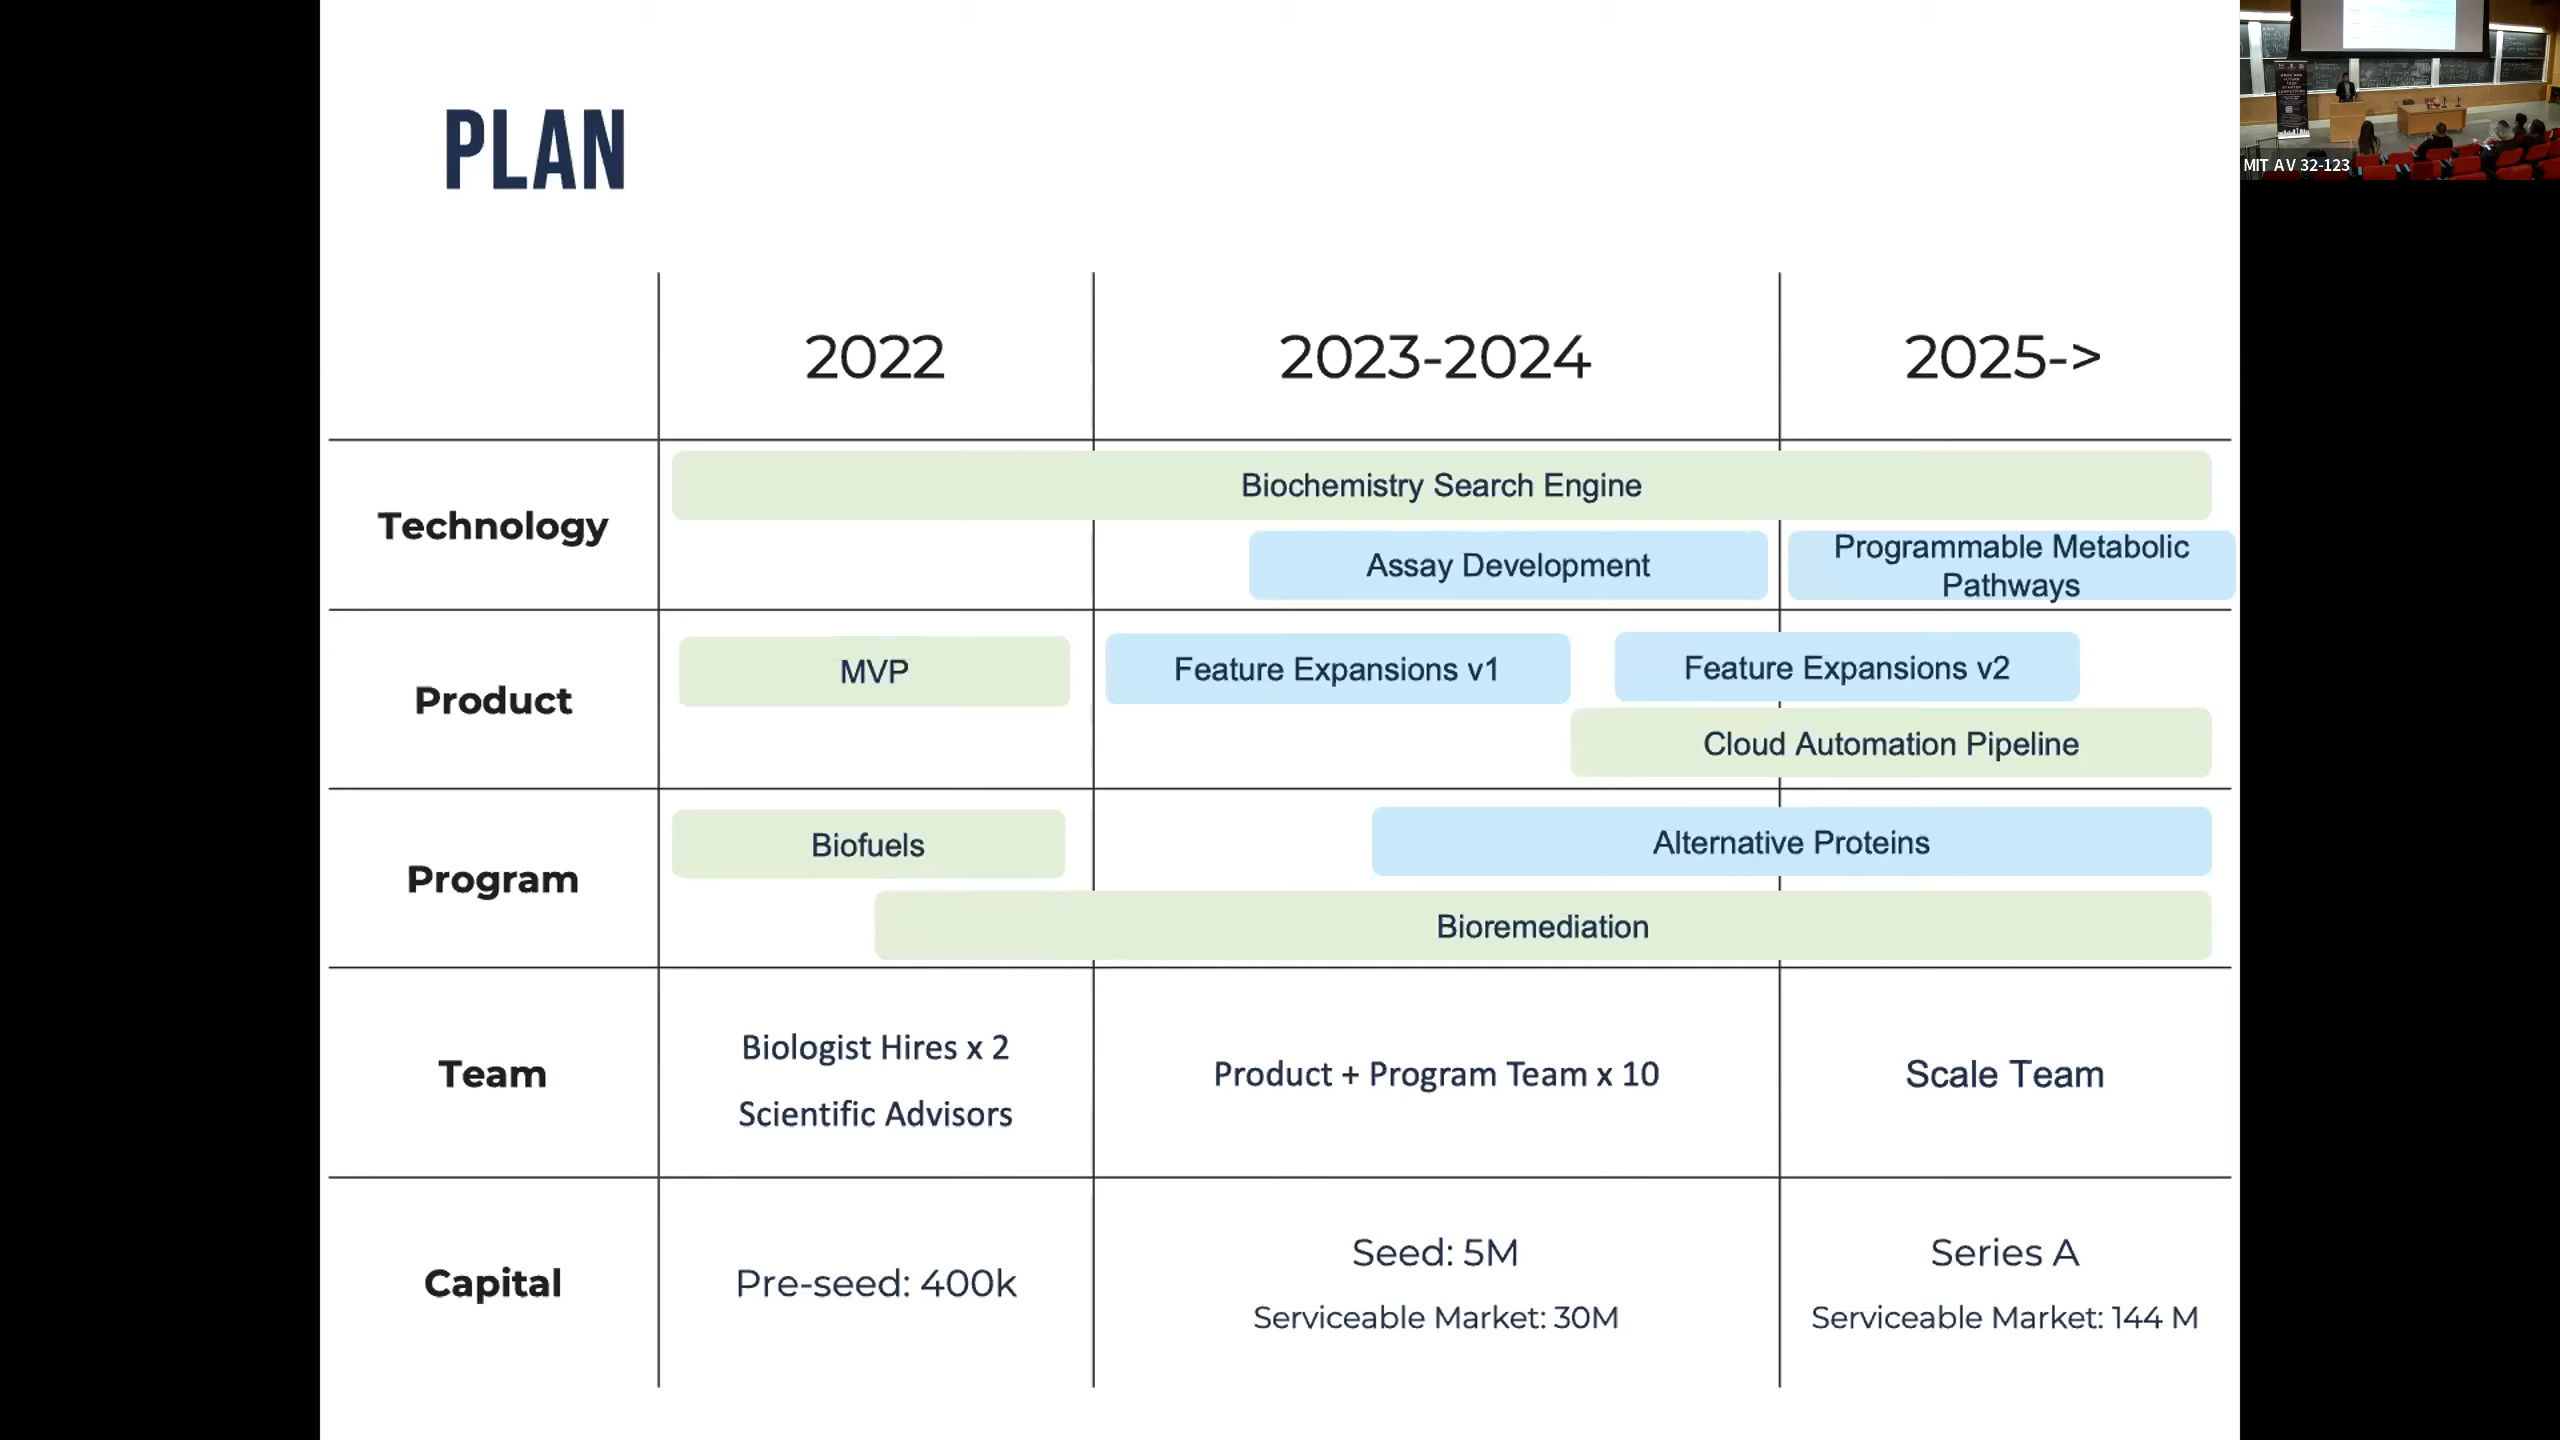 PLAN
MIT AV 32-123
2022
2023-2024
2025->
Technology
Biochemistry Search Engine
Assay Development
Programmable Metabolic
Pathways
Product
MVP
Feature Expansions v1
Feature Expansions v2
Cloud Automation Pipeline
Program
Biofuels
Alternative Proteins
Bioremediation
Team
Biologist Hires x 2
Scientific Advisors
Product + Program Team x 10
Scale Team
Capital
Pre-seed: 400k
Seed: 5M
Serviceable Market: 30M
Series A
Serviceable Market: 144 M